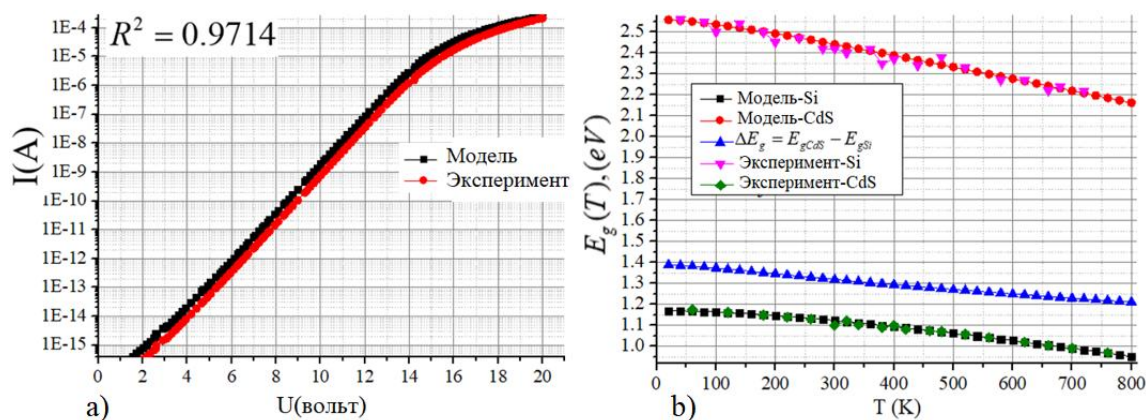 R² = 0.9714
1E-4
1E-5
1E-6
1E-7
1E-8
1E-9
1E-10
1E-11
1E-12
1E-13
1E-14
1E-15
I(A)
Модель
Эксперимент
0 2 4 6 8 10 12 14 16 18 20
a) U(вольт)
2.5
2.4
2.3
2.2
2.1
2.0
1.9
1.8
1.7
1.6
1.5
1.4
1.3
1.2
1.1
1.0
E_g(T),(eV)
Модель-Si
Модель-CdS
ΔE_g = E_gCdS − E_gSi
Эксперимент-Si
Эксперимент-CdS
0 100 200 300 400 500 600 700 800
b) T (K)